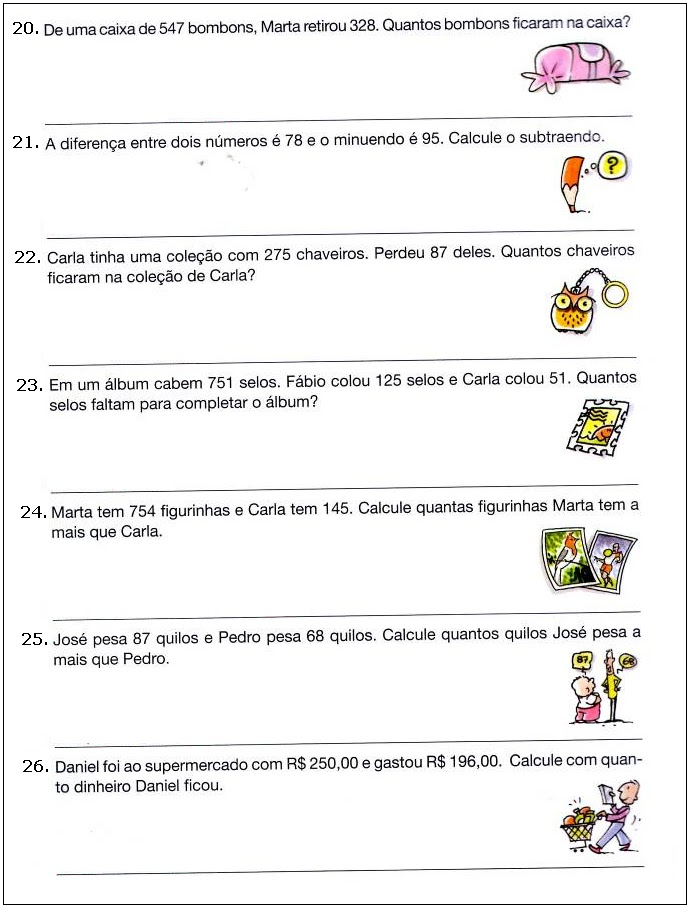 20. De uma caixa de 547 bombons, Marta retirou 328. Quantos bombons ficaram na caixa?
21. A diferença entre dois números é 78 e o minuendo é 95. Calcule o subtraendo.
?
22. Carla tinha uma coleção com 275 chaveiros. Perdeu 87 deles. Quantos chaveiros
ficaram na coleção de Carla?
23. Em um álbum cabem 751 selos. Fábio colou 125 selos e Carla colou 51. Quantos
selos faltam para completar o álbum?
24. Marta tem 754 figurinhas e Carla tem 145. Calcule quantas figurinhas Marta tem a
mais que Carla.
25. José pesa 87 quilos e Pedro pesa 68 quilos. Calcule quantos quilos José pesa a
mais que Pedro.
87 68
26. Daniel foi ao supermercado com R$ 250,00 e gastou R$ 196,00. Calcule com quan-
to dinheiro Daniel ficou.